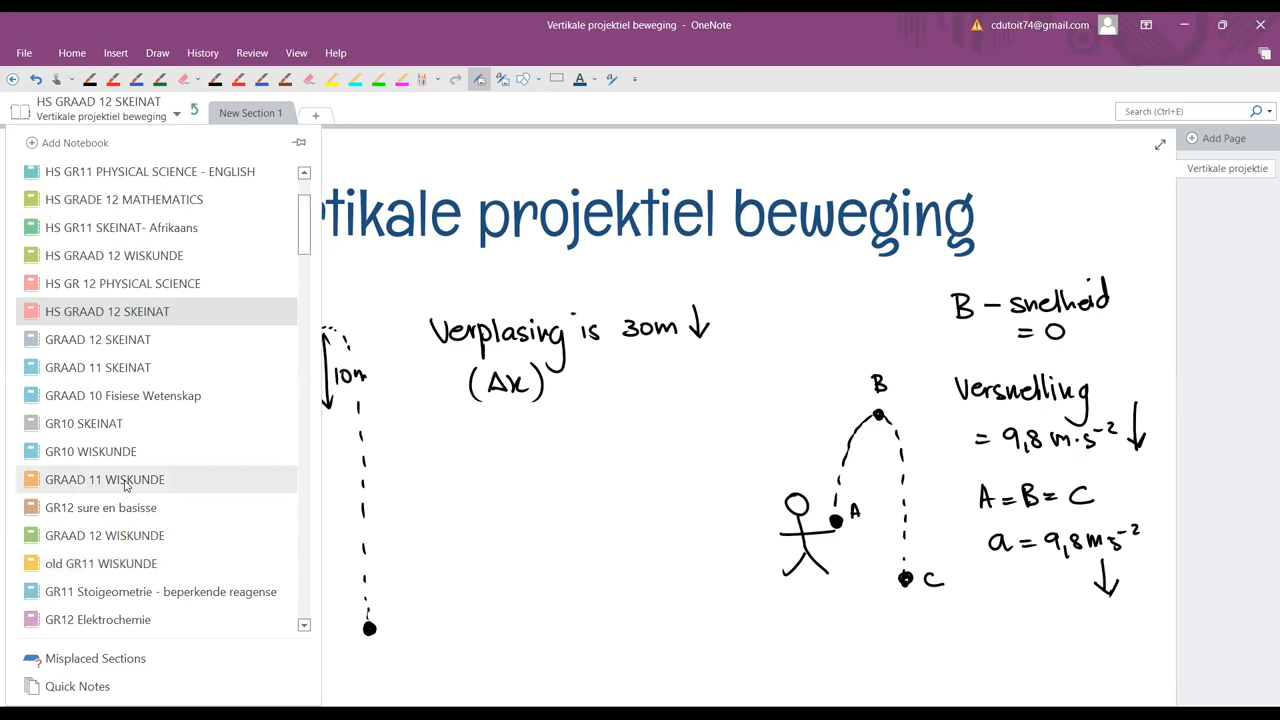 Vertikale projektiel beweging - OneNote
cdutoit74@gmail.com
File Home Insert Draw History Review View Help
HS GRAAD 12 SKEINAT
Vertikale projektiel beweging
New Section 1
Search (Ctrl+E)
Add Notebook
HS GR11 PHYSICAL SCIENCE - ENGLISH
HS GRADE 12 MATHEMATICS
HS GR11 SKEINAT- Afrikaans
HS GRAAD 12 WISKUNDE
HS GR 12 PHYSICAL SCIENCE
HS GRAAD 12 SKEINAT
GRAAD 12 SKEINAT
GRAAD 11 SKEINAT
GRAAD 10 Fisiese Wetenskap
GR10 SKEINAT
GR10 WISKUNDE
GRAAD 11 WISKUNDE
GR12 sure en basisse
GRAAD 12 WISKUNDE
old GR11 WISKUNDE
GR11 Stoigeometrie - beperkende reagense
GR12 Elektrochemie
Misplaced Sections
Quick Notes
Add Page
Vertikale projektie
rtikale projektiel beweging
10m
Verplasing is 30m ↓
(Δx)
A
B
C
B - snelheid
= 0
Versnelling
= 9,8 m·s⁻² ↓
A = B = C
a = 9,8 m s⁻²
↓